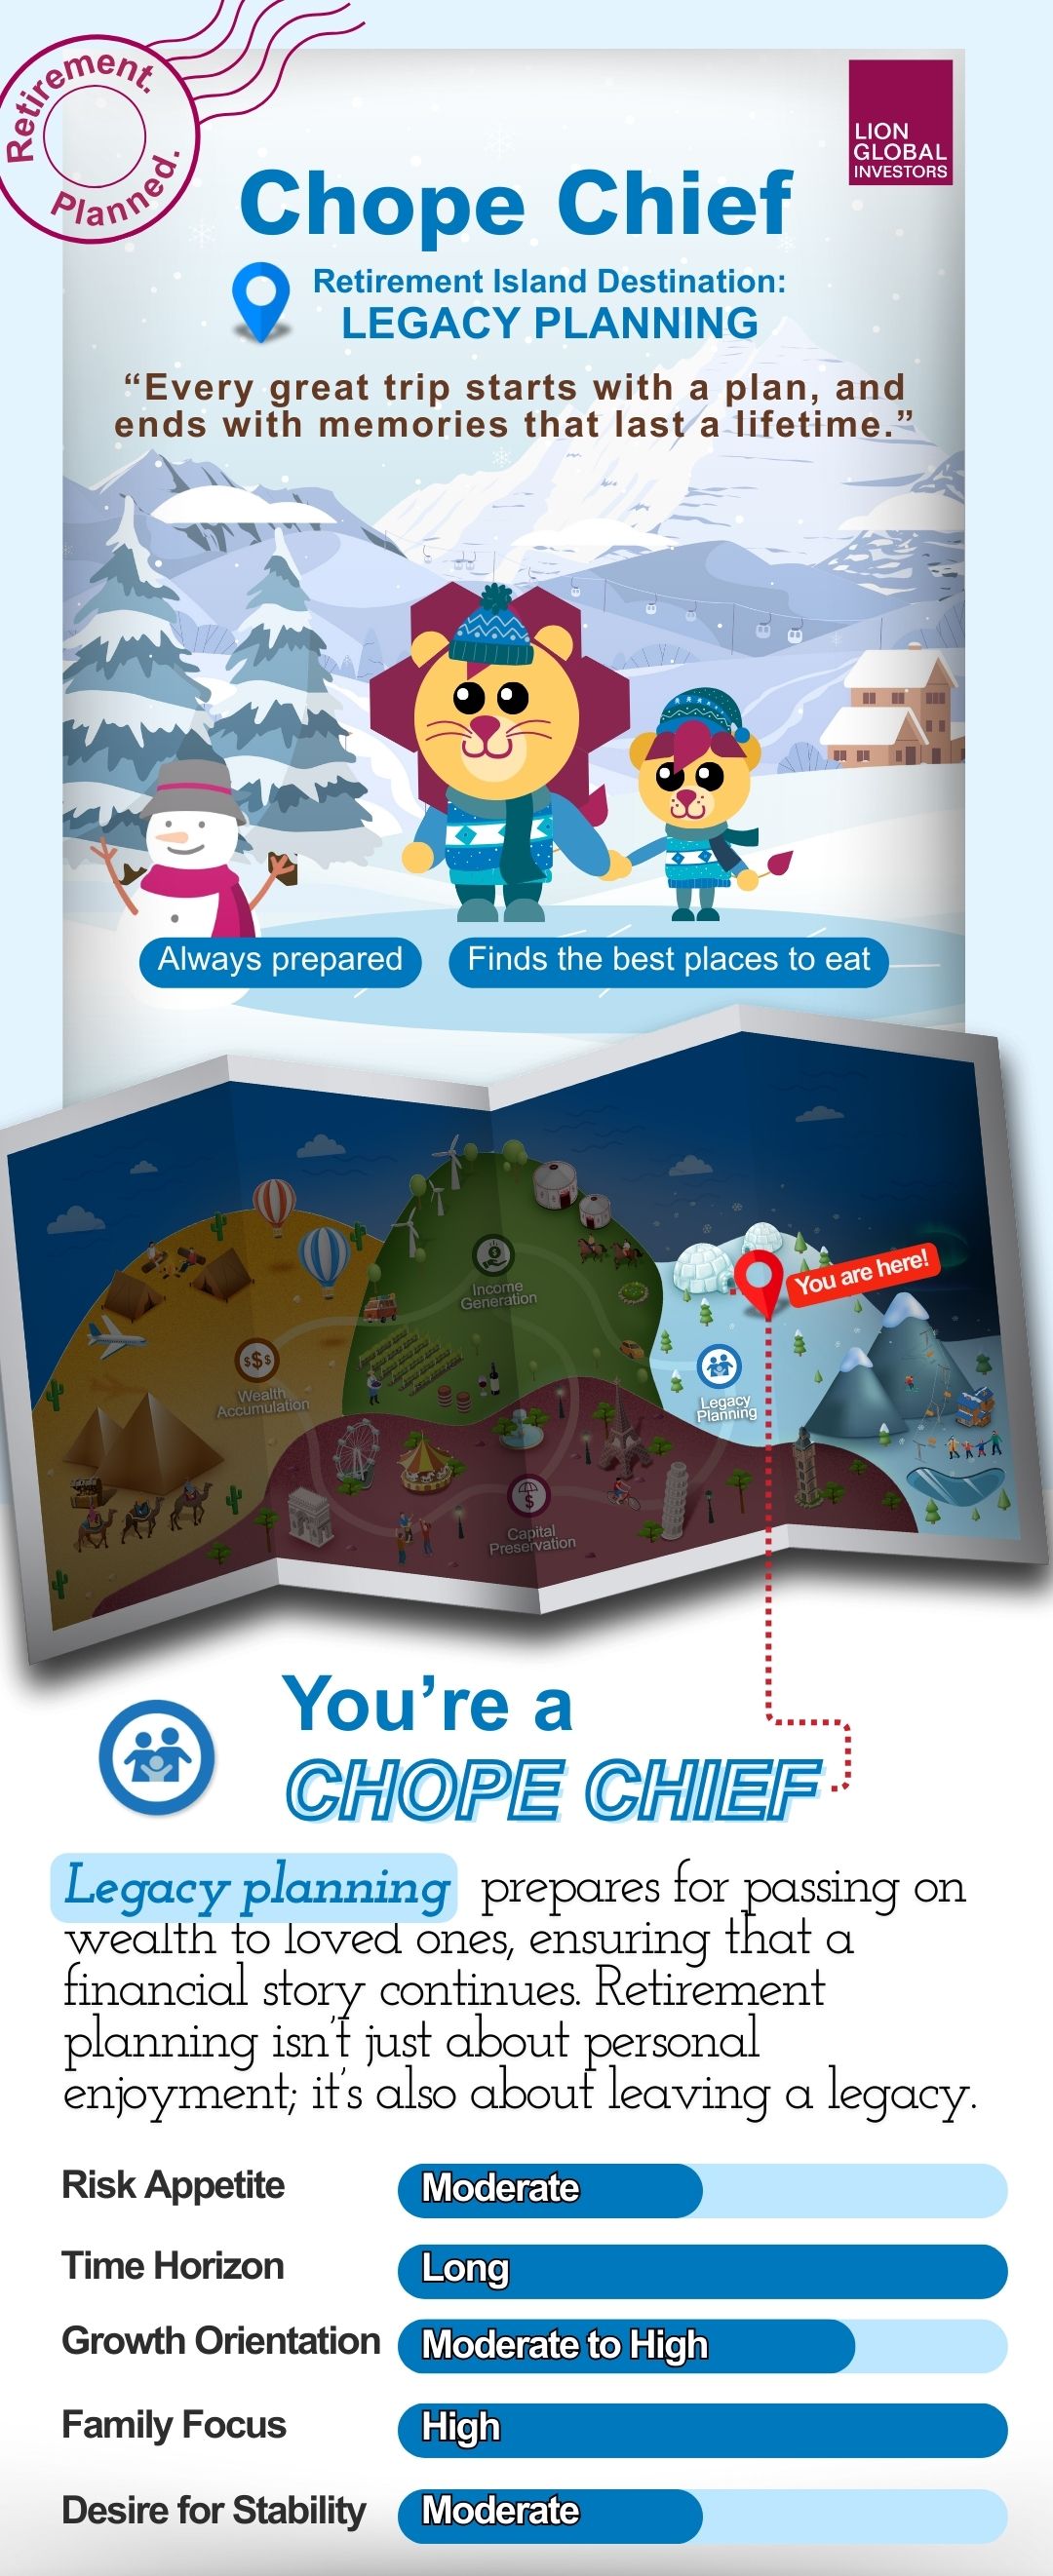 Retirement.
Planned.
LION
GLOBAL
INVESTORS
Chope Chief
Retirement Island Destination:
LEGACY PLANNING
“Every great trip starts with a plan, and
ends with memories that last a lifetime.”
Always prepared
Finds the best places to eat
Income
Generation
You are here!
$$$
Wealth
Accumulation
Legacy
Planning
$
Capital
Preservation
You’re a
CHOPE CHIEF
Legacy planning prepares for passing on
wealth to loved ones, ensuring that a
financial story continues. Retirement
planning isn’t just about personal
enjoyment; it’s also about leaving a legacy.
Risk Appetite
Moderate
Time Horizon
Long
Growth Orientation
Moderate to High
Family Focus
High
Desire for Stability
Moderate